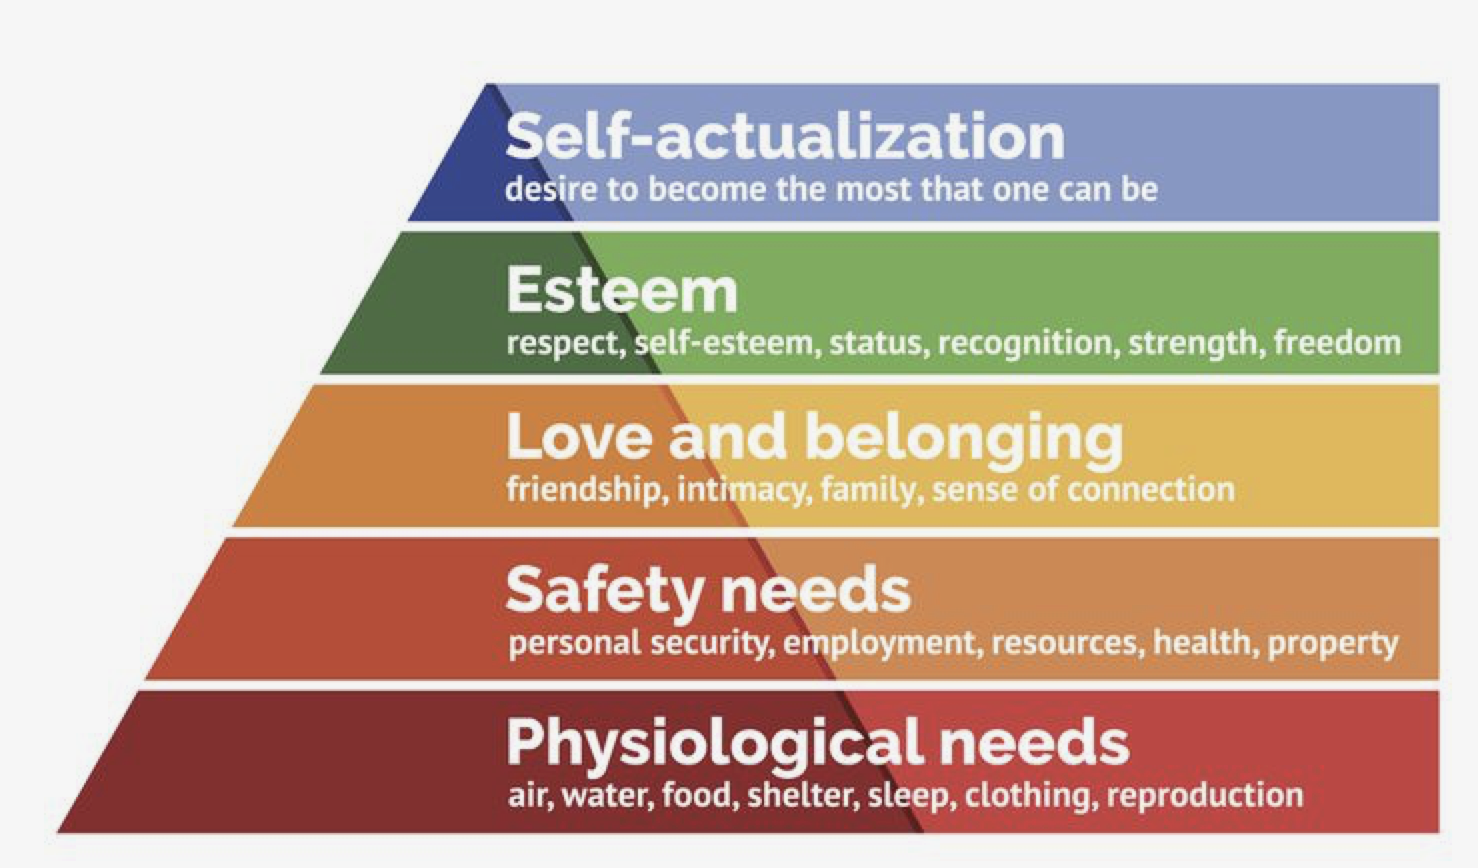 Self-actualization
desire to become the most that one can be
Esteem
respect, self-esteem, status, recognition, strength, freedom
Love and belonging
friendship, intimacy, family, sense of connection
Safety needs
personal security, employment, resources, health, property
Physiological needs
air, water, food, shelter, sleep, clothing, reproduction